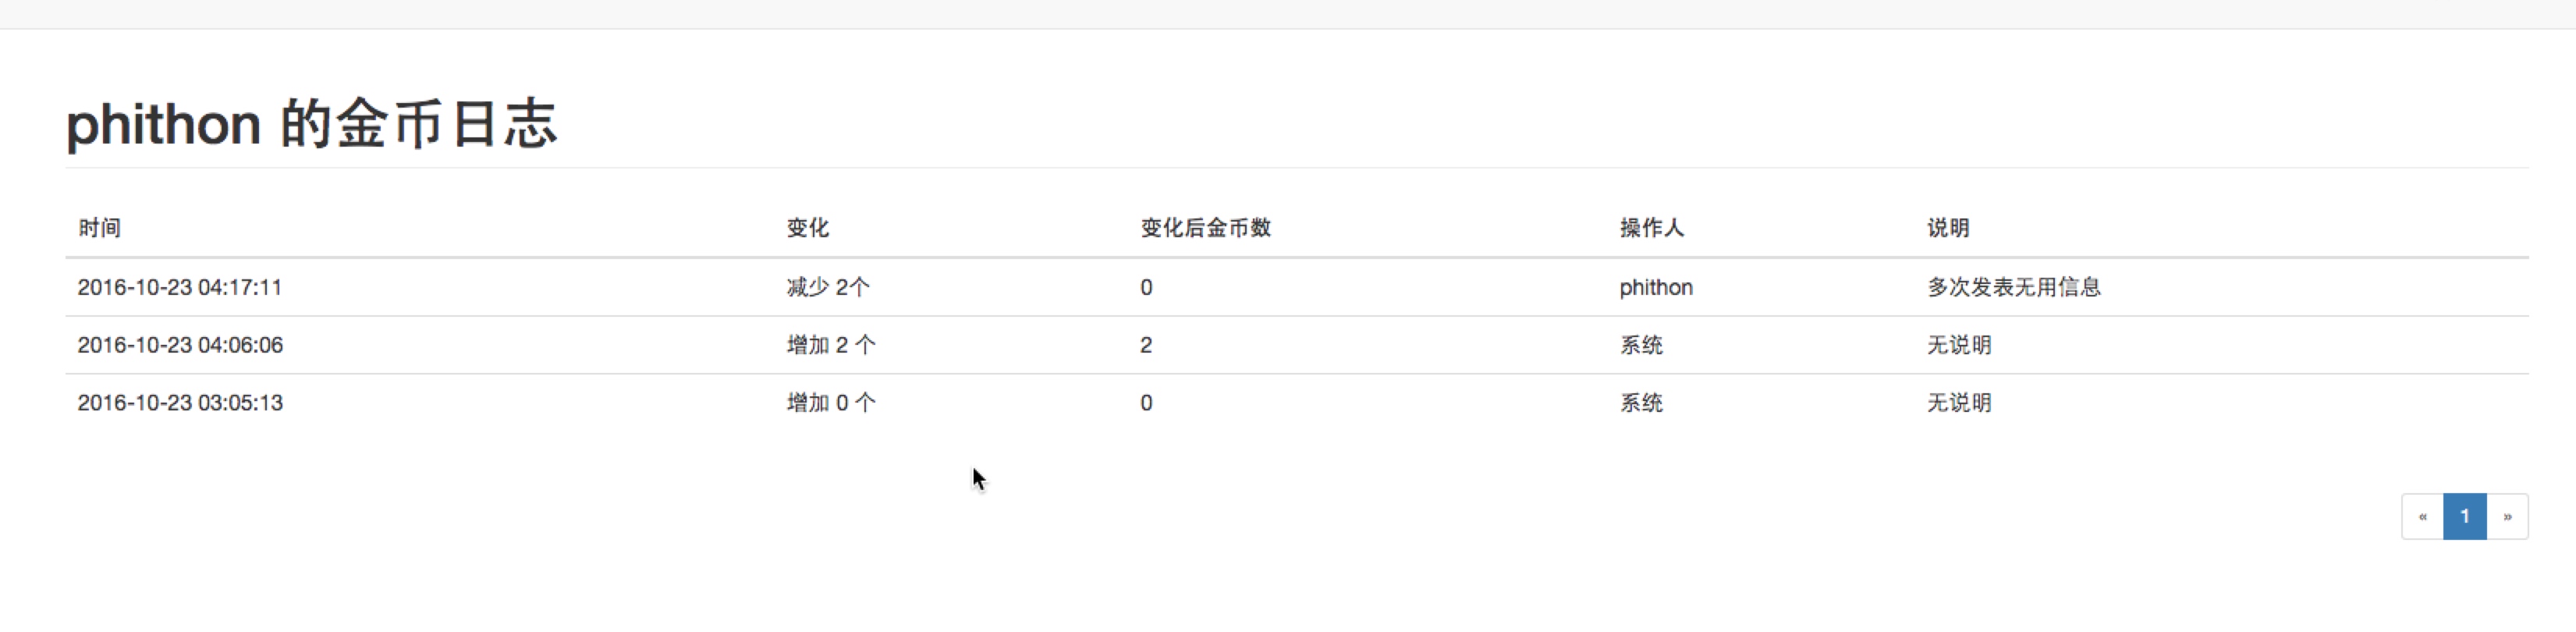 phithon 的金币日志
时间 变化 变化后金币数 操作人 说明
2016-10-23 04:17:11 减少 2个 0 phithon 多次发表无用信息
2016-10-23 04:06:06 增加 2 个 2 系统 无说明
2016-10-23 03:05:13 增加 0 个 0 系统 无说明
« 1 »